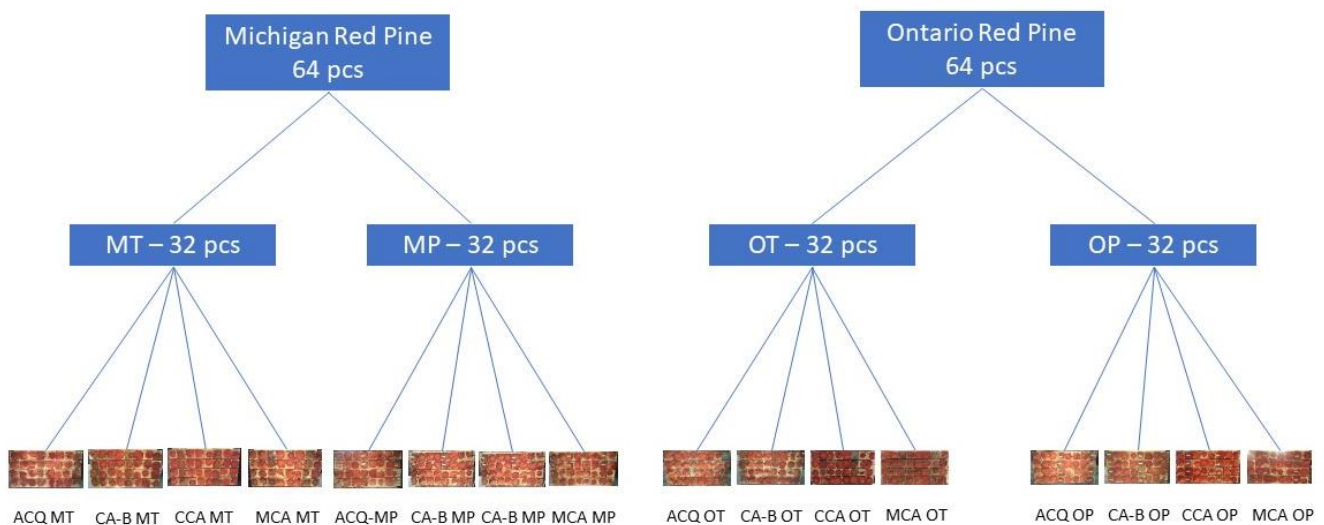 Michigan Red Pine
64 pcs
Ontario Red Pine
64 pcs
MT – 32 pcs
MP – 32 pcs
OT – 32 pcs
OP – 32 pcs
ACQ MT
CA-B MT
CCA MT
MCA MT
ACQ-MP
CA-B MP
CA-B MP
MCA MP
ACQ OT
CA-B OT
CCA OT
MCA OT
ACQ OP
CA-B OP
CCA OP
MCA OP